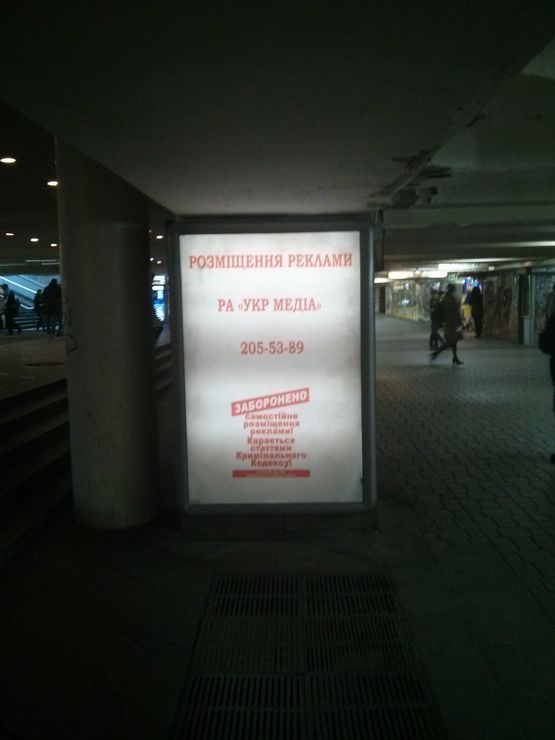 РОЗМІЩЕННЯ РЕКЛАМИ
РА «УКР МЕДІА»
205-53-89
ЗАБОРОНЕНО
самостійне
розміщення
реклами!
Карається
статтями
Кримінального
Кодексу!